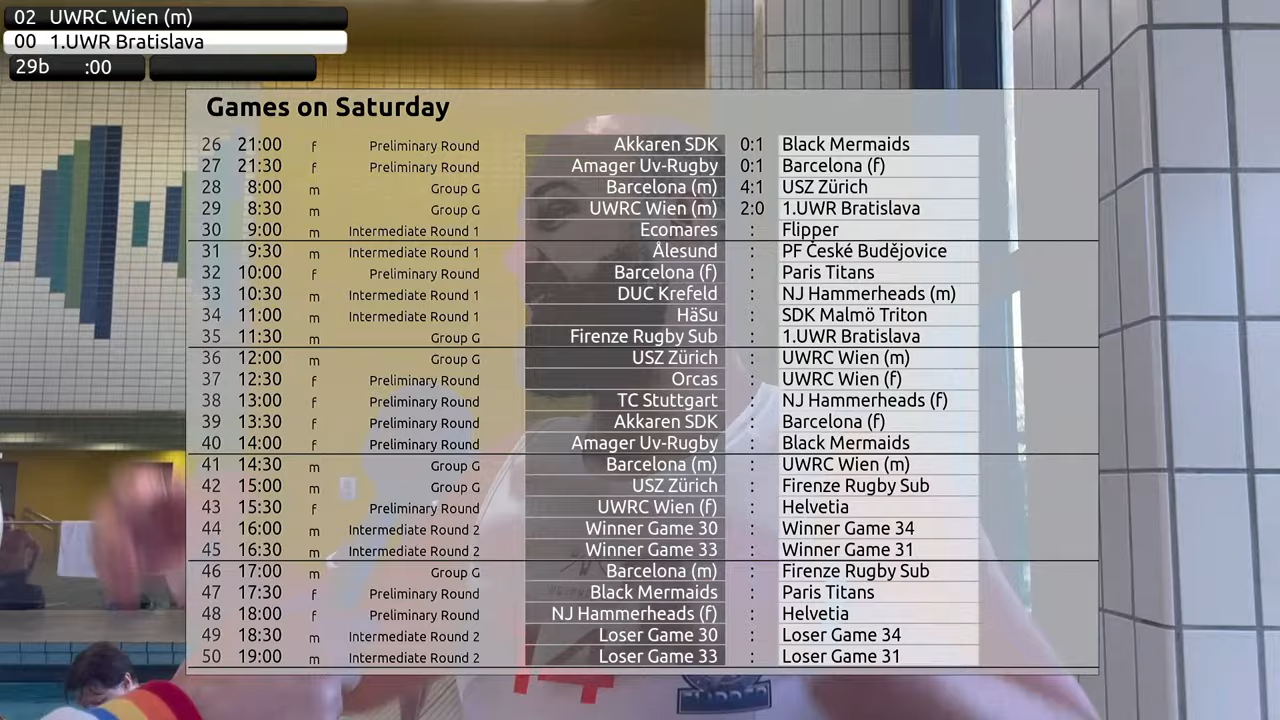 02 UWRC Wien (m)
00 1.UWR Bratislava
29b :00
Games on Saturday
26 21:00 f Preliminary Round Akkaren SDK 0:1 Black Mermaids
27 21:30 f Preliminary Round Amager Uv-Rugby 0:1 Barcelona (f)
28 8:00 m Group G Barcelona (m) 4:1 USZ Zürich
29 8:30 m Group G UWRC Wien (m) 2:0 1.UWR Bratislava
30 9:00 m Intermediate Round 1 Ecomares : Flipper
31 9:30 m Intermediate Round 1 Ålesund : PF České Budějovice
32 10:00 f Preliminary Round Barcelona (f) : Paris Titans
33 10:30 m Intermediate Round 1 DUC Krefeld : NJ Hammerheads (m)
34 11:00 m Intermediate Round 1 HäSu : SDK Malmö Triton
35 11:30 m Group G Firenze Rugby Sub : 1.UWR Bratislava
36 12:00 m Group G USZ Zürich : UWRC Wien (m)
37 12:30 f Preliminary Round Orcas : UWRC Wien (f)
38 13:00 f Preliminary Round TC Stuttgart : NJ Hammerheads (f)
39 13:30 f Preliminary Round Akkaren SDK : Barcelona (f)
40 14:00 f Preliminary Round Amager Uv-Rugby : Black Mermaids
41 14:30 m Group G Barcelona (m) : UWRC Wien (m)
42 15:00 m Group G USZ Zürich : Firenze Rugby Sub
43 15:30 f Preliminary Round UWRC Wien (f) : Helvetia
44 16:00 m Intermediate Round 2 Winner Game 30 : Winner Game 34
45 16:30 m Intermediate Round 2 Winner Game 33 : Winner Game 31
46 17:00 m Group G Barcelona (m) : Firenze Rugby Sub
47 17:30 f Preliminary Round Black Mermaids : Paris Titans
48 18:00 f Preliminary Round NJ Hammerheads (f) : Helvetia
49 18:30 m Intermediate Round 2 Loser Game 30 : Loser Game 34
50 19:00 m Intermediate Round 2 Loser Game 33 : Loser Game 31